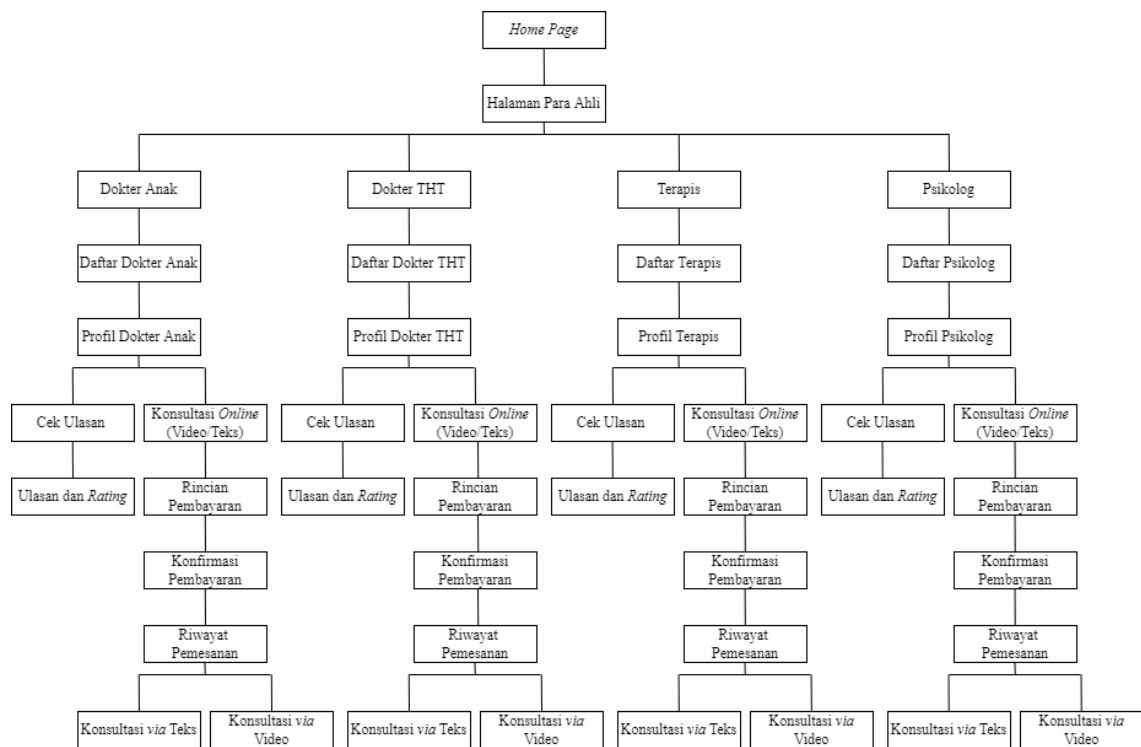 Home Page
Halaman Para Ahli
Dokter Anak
Dokter THT
Terapis
Psikolog
Daftar Dokter Anak
Daftar Dokter THT
Daftar Terapis
Daftar Psikolog
Profil Dokter Anak
Profil Dokter THT
Profil Terapis
Profil Psikolog
Cek Ulasan
Konsultasi Online
(Video/Teks)
Cek Ulasan
Konsultasi Online
(Video/Teks)
Cek Ulasan
Konsultasi Online
(Video/Teks)
Cek Ulasan
Konsultasi Online
(Video/Teks)
Ulasan dan Rating
Rincian
Pembayaran
Ulasan dan Rating
Rincian
Pembayaran
Ulasan dan Rating
Rincian
Pembayaran
Ulasan dan Rating
Rincian
Pembayaran
Konfirmasi
Pembayaran
Konfirmasi
Pembayaran
Konfirmasi
Pembayaran
Konfirmasi
Pembayaran
Riwayat
Pemesanan
Riwayat
Pemesanan
Riwayat
Pemesanan
Riwayat
Pemesanan
Konsultasi via Teks
Konsultasi via
Video
Konsultasi via Teks
Konsultasi via
Video
Konsultasi via Teks
Konsultasi via
Video
Konsultasi via Teks
Konsultasi via
Video